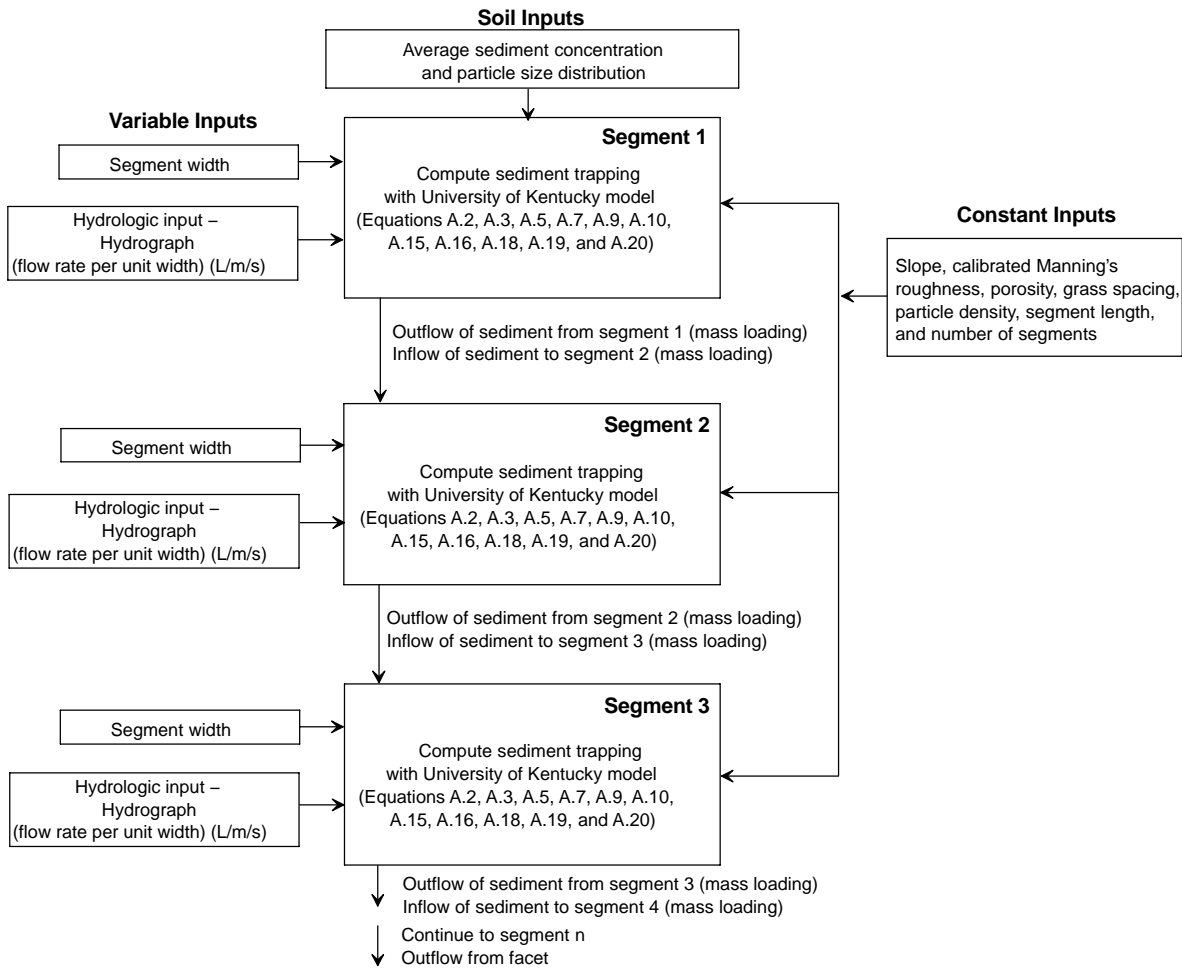 Soil Inputs
Average sediment concentration
and particle size distribution
Variable Inputs
Segment width
Hydrologic input –
Hydrograph
(flow rate per unit width) (L/m/s)
Segment 1
Compute sediment trapping
with University of Kentucky model
(Equations A.2, A.3, A.5, A.7, A.9, A.10,
A.15, A.16, A.18, A.19, and A.20)
Constant Inputs
Slope, calibrated Manning's
roughness, porosity, grass spacing,
particle density, segment length,
and number of segments
Outflow of sediment from segment 1 (mass loading)
Inflow of sediment to segment 2 (mass loading)
Segment width
Hydrologic input –
Hydrograph
(flow rate per unit width) (L/m/s)
Segment 2
Compute sediment trapping
with University of Kentucky model
(Equations A.2, A.3, A.5, A.7, A.9, A.10,
A.15, A.16, A.18, A.19, and A.20)
Outflow of sediment from segment 2 (mass loading)
Inflow of sediment to segment 3 (mass loading)
Segment width
Hydrologic input –
Hydrograph
(flow rate per unit width) (L/m/s)
Segment 3
Compute sediment trapping
with University of Kentucky model
(Equations A.2, A.3, A.5, A.7, A.9, A.10,
A.15, A.16, A.18, A.19, and A.20)
Outflow of sediment from segment 3 (mass loading)
Inflow of sediment to segment 4 (mass loading)
Continue to segment n
Outflow from facet